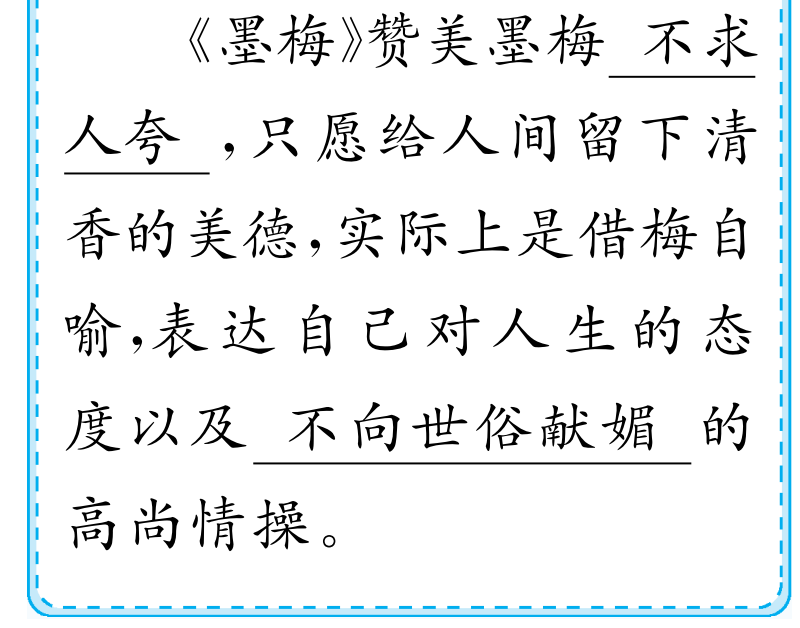 《墨梅》赞美墨梅 不求
人夸 ,只愿给人间留下清
香的美德,实际上是借梅自
喻,表达自己对人生的态
度以及 不向世俗献媚 的
高尚情操。